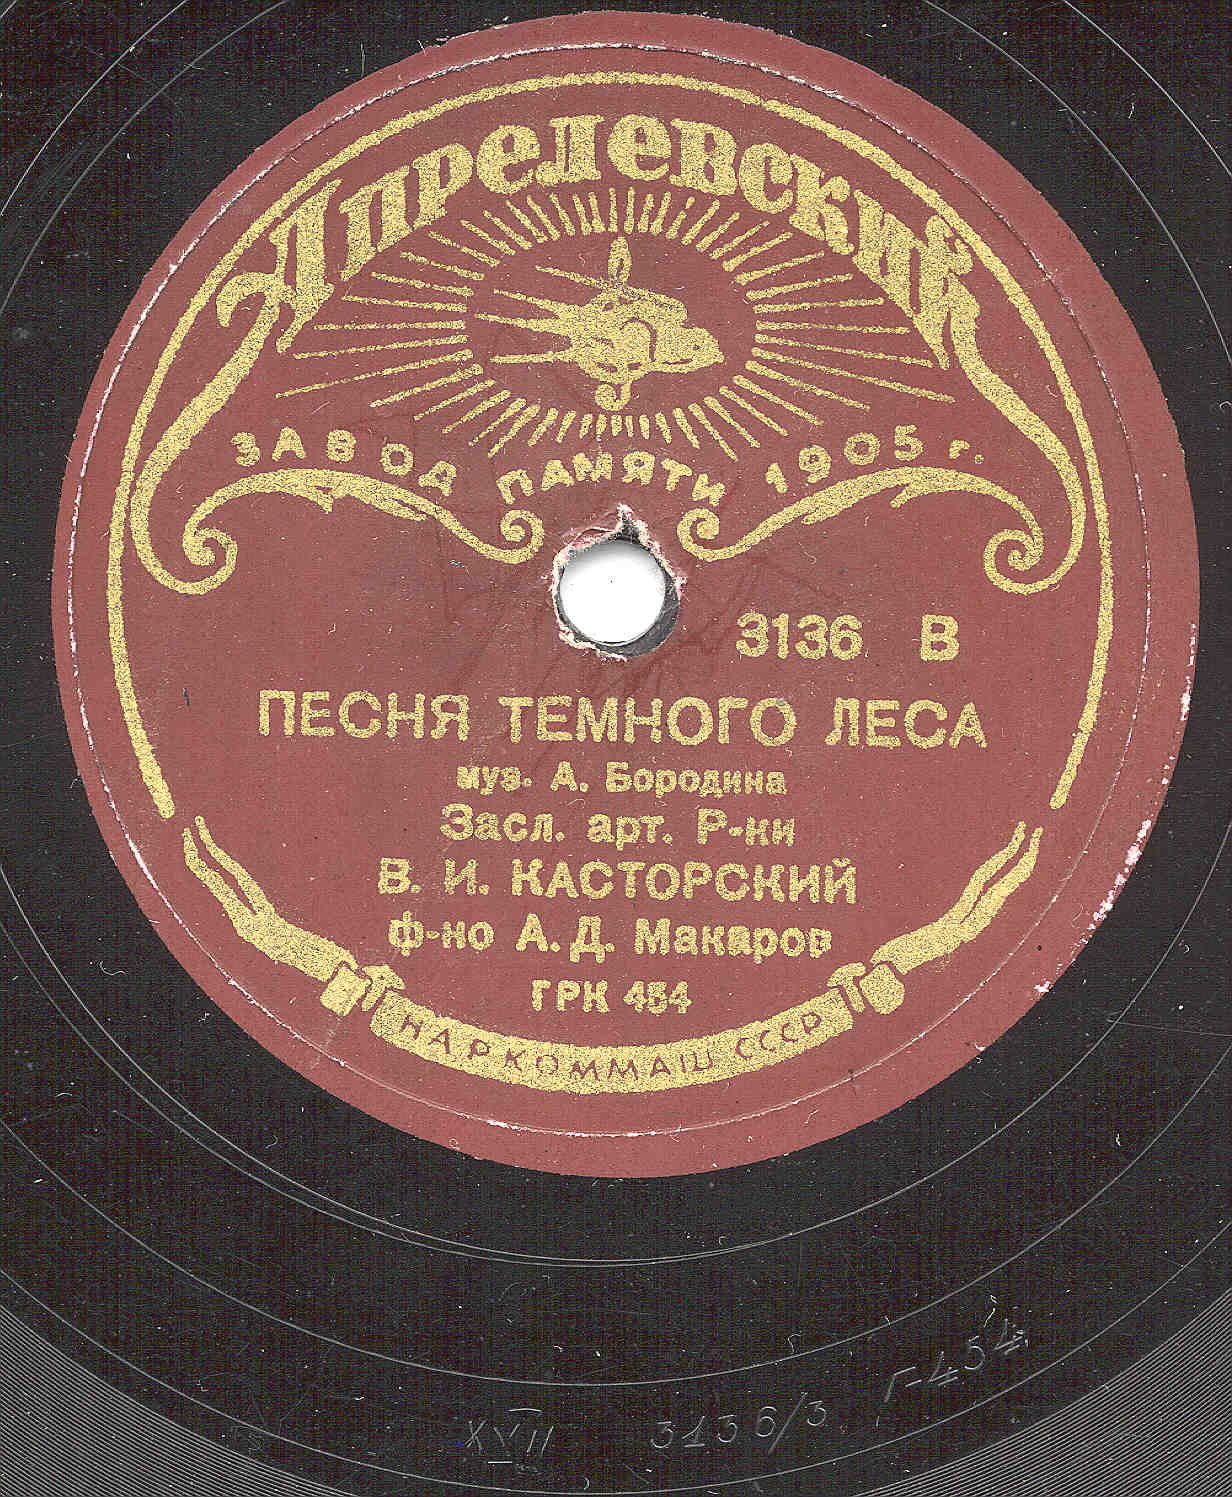 Апрелевский
ЗАВОД ПАМЯТИ 1905 г.
3136 В
ПЕСНЯ ТЕМНОГО ЛЕСА
муз. А. Бородина
Засл. арт. Р-ки
В. И. КАСТОРСКИЙ
ф-но А. Д. Макаров
ГРК 454
НАРКОММАШ СССР
XVII 3136/3 Г-454